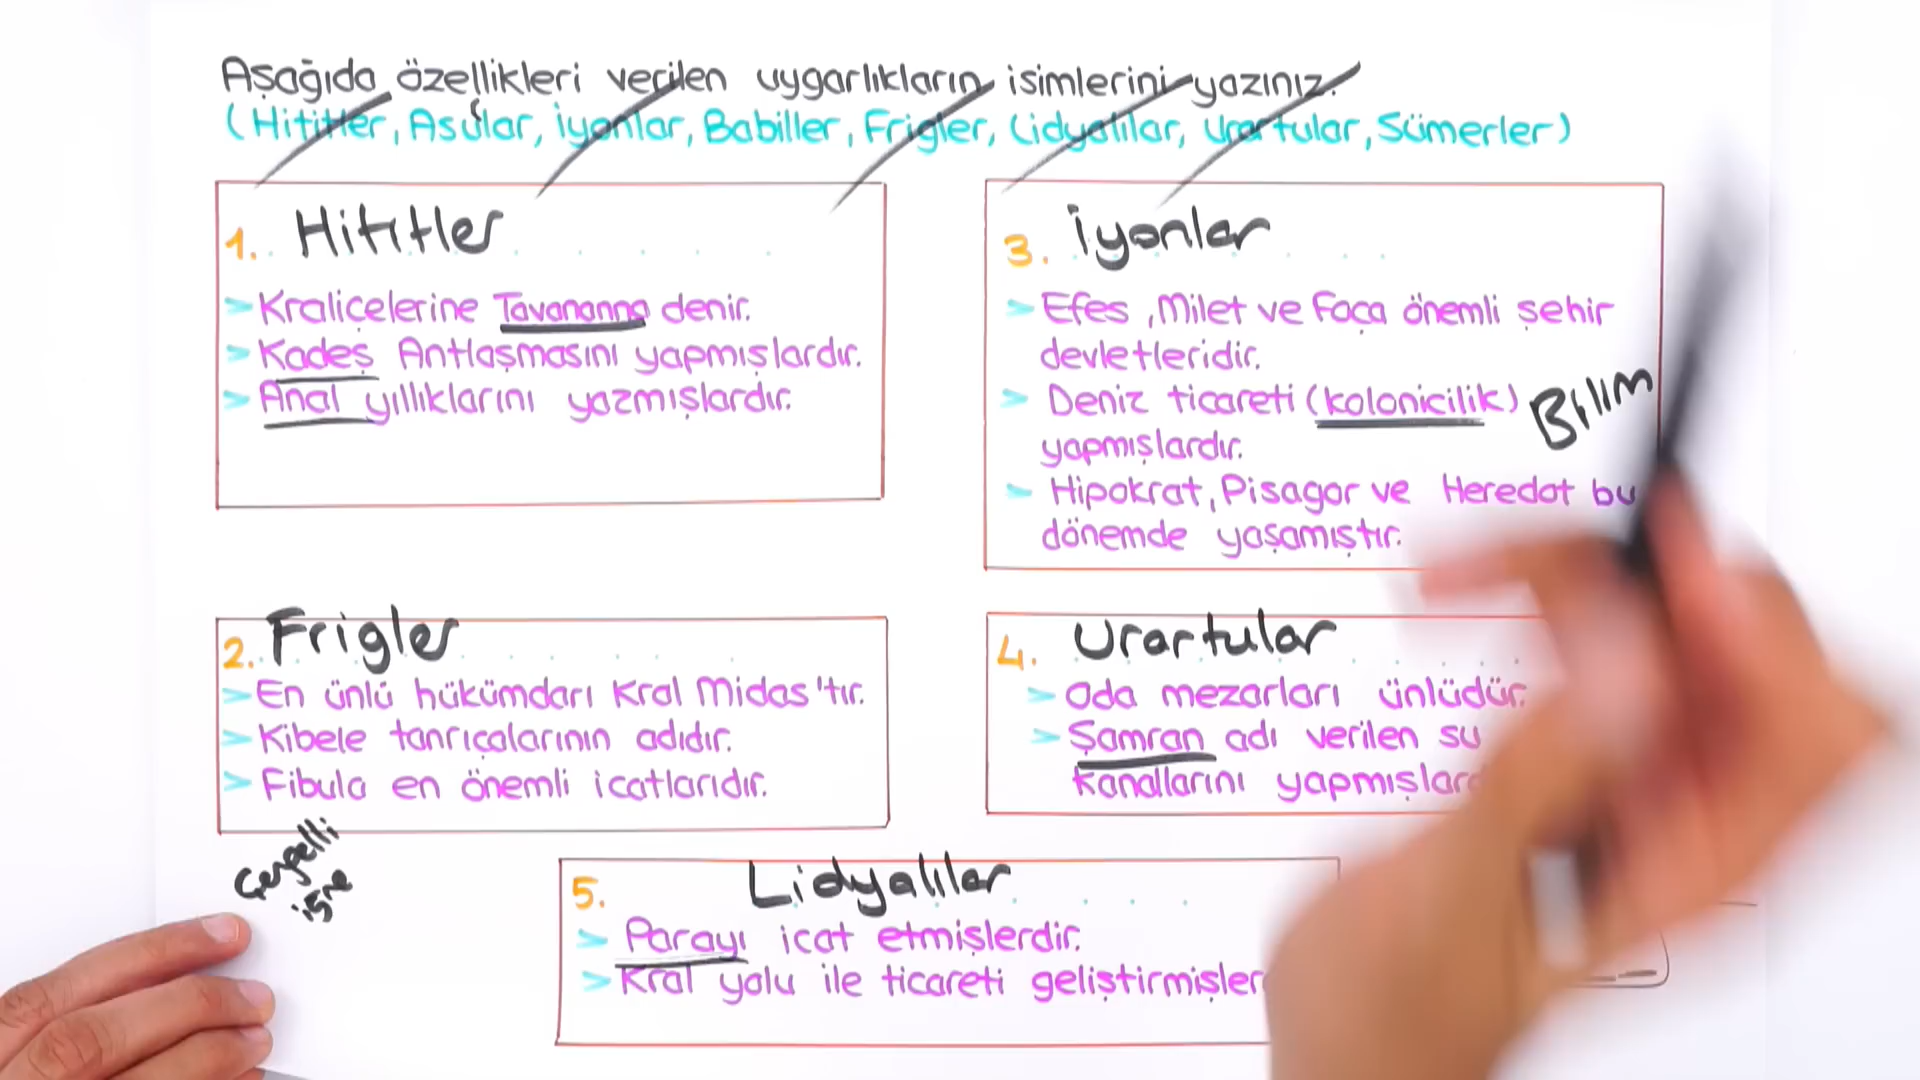 Aşağıda özellikleri verilen uygarlıkların isimlerini yazınız.
(Hititler, Asurlar, İyonlar, Babiller, Frigler, Lidyalılar, Urartular, Sümerler)
1. Hititler
> Kraliçelerine Tavananna denir.
> Kadeş Antlaşmasını yapmışlardır.
> Anal yıllıklarını yazmışlardır.
3. İyonlar
> Efes, Milet ve Foça önemli şehir
devletleridir.
> Deniz ticareti (kolonicilik)
yapmışlardır.
Bilim
> Hipokrat, Pisagor ve Heredot bu
dönemde yaşamıştır.
2. Frigler
> En ünlü hükümdarı Kral Midas'tır.
> Kibele tanrıçalarının adıdır.
> Fibula en önemli icatlarıdır.
Çengelli
iğne
4. Urartular
> Oda mezarları ünlüdür.
> Şamran adı verilen su
kanallarını
5. Lidyalılar
> Parayı icat etmişlerdir.
> Kral yolu ile ticareti